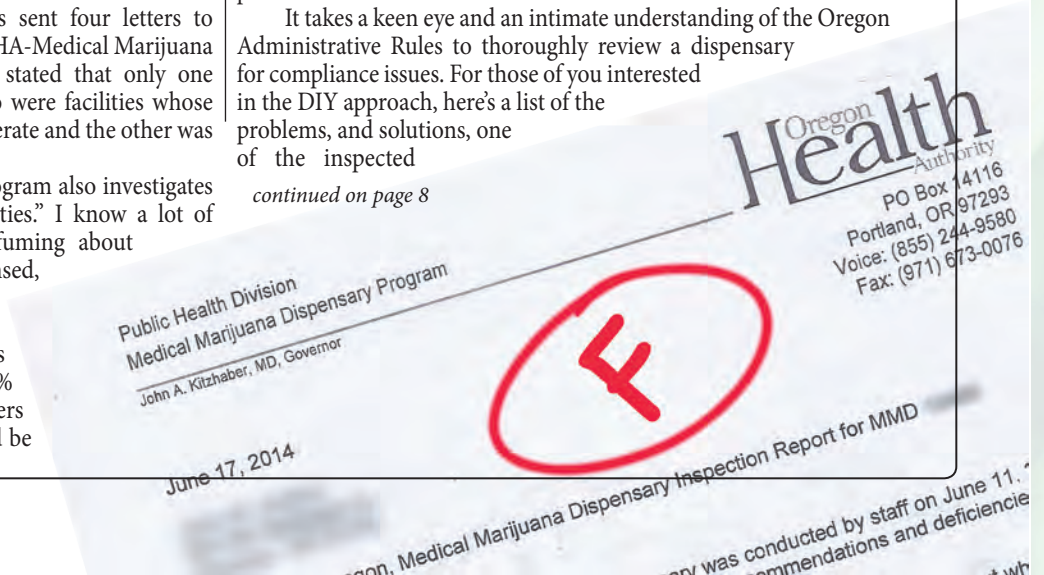 s sent four letters to
HA-Medical Marijuana
stated that only one
o were facilities whose
erate and the other was
ogram also investigates
ties.” I know a lot of
fuming about
nsed,
s
%
ers
l be
It takes a keen eye and an intimate understanding of the Oregon
Administrative Rules to thoroughly review a dispensary
for compliance issues. For those of you interested
in the DIY approach, here’s a list of the
problems, and solutions, one
of the inspected
continued on page 8
Oregon
Health
Authority
PO Box 14116
Portland, OR 97293
Voice: (855) 244-9580
Fax: (971) 673-0076
Public Health Division
Medical Marijuana Dispensary Program
John A. Kitzhaber, MD, Governor
F
June 17, 2014
gon, Medical Marijuana Dispensary Inspection Report for MMD
ary was conducted by staff on June 11,
ommendations and deficiencie